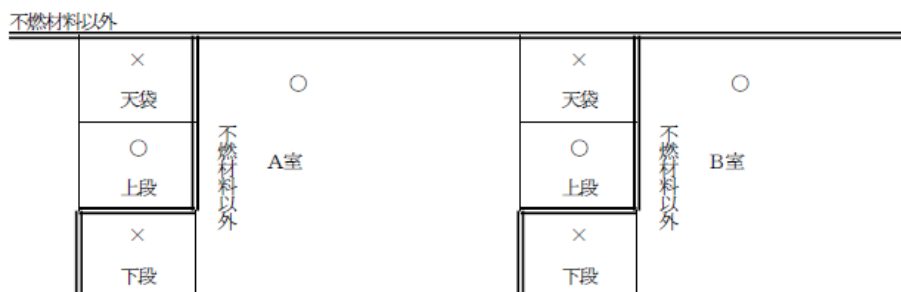 不燃材料以外
×
天袋
○
上段
×
下段
不燃材料以外
○
A室
×
天袋
○
上段
×
下段
不燃材料以外
○
B室